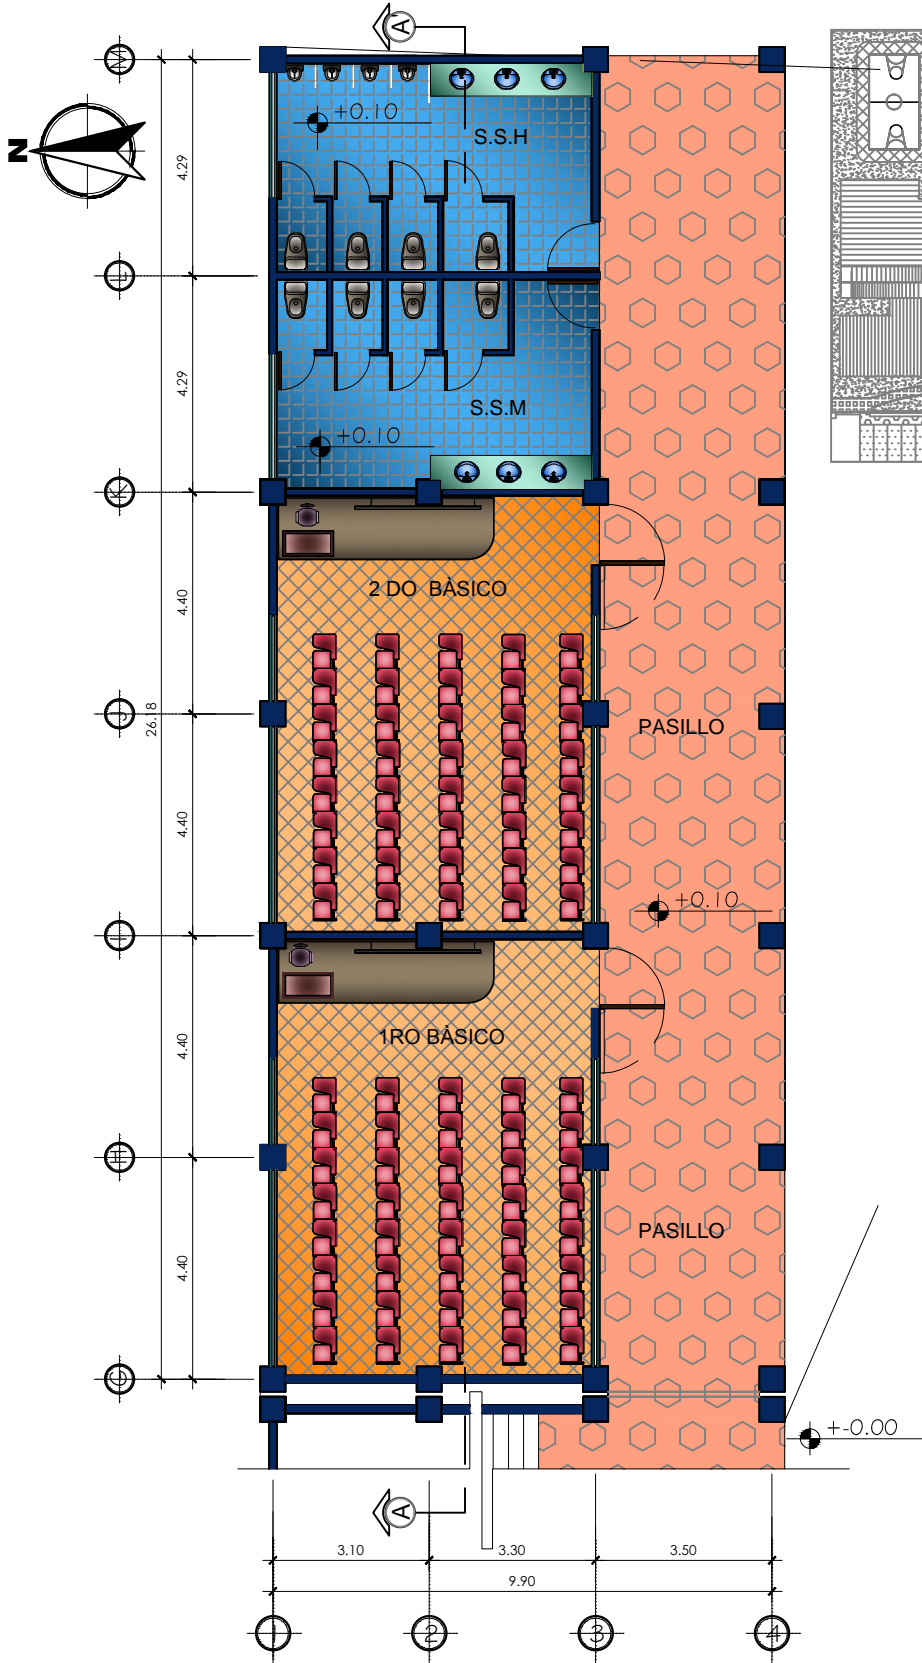 A
M
N
+0.10
S.S.H
4.29
L
4.29
S.S.M
+0.10
K
2 DO BÀSICO
4.40
J
26.18
PASILLO
4.40
+0.10
I
1RO BÀSICO
4.40
H
PASILLO
4.40
G
+-0.00
A
3.10
3.30
3.50
9.90
1
2
3
4